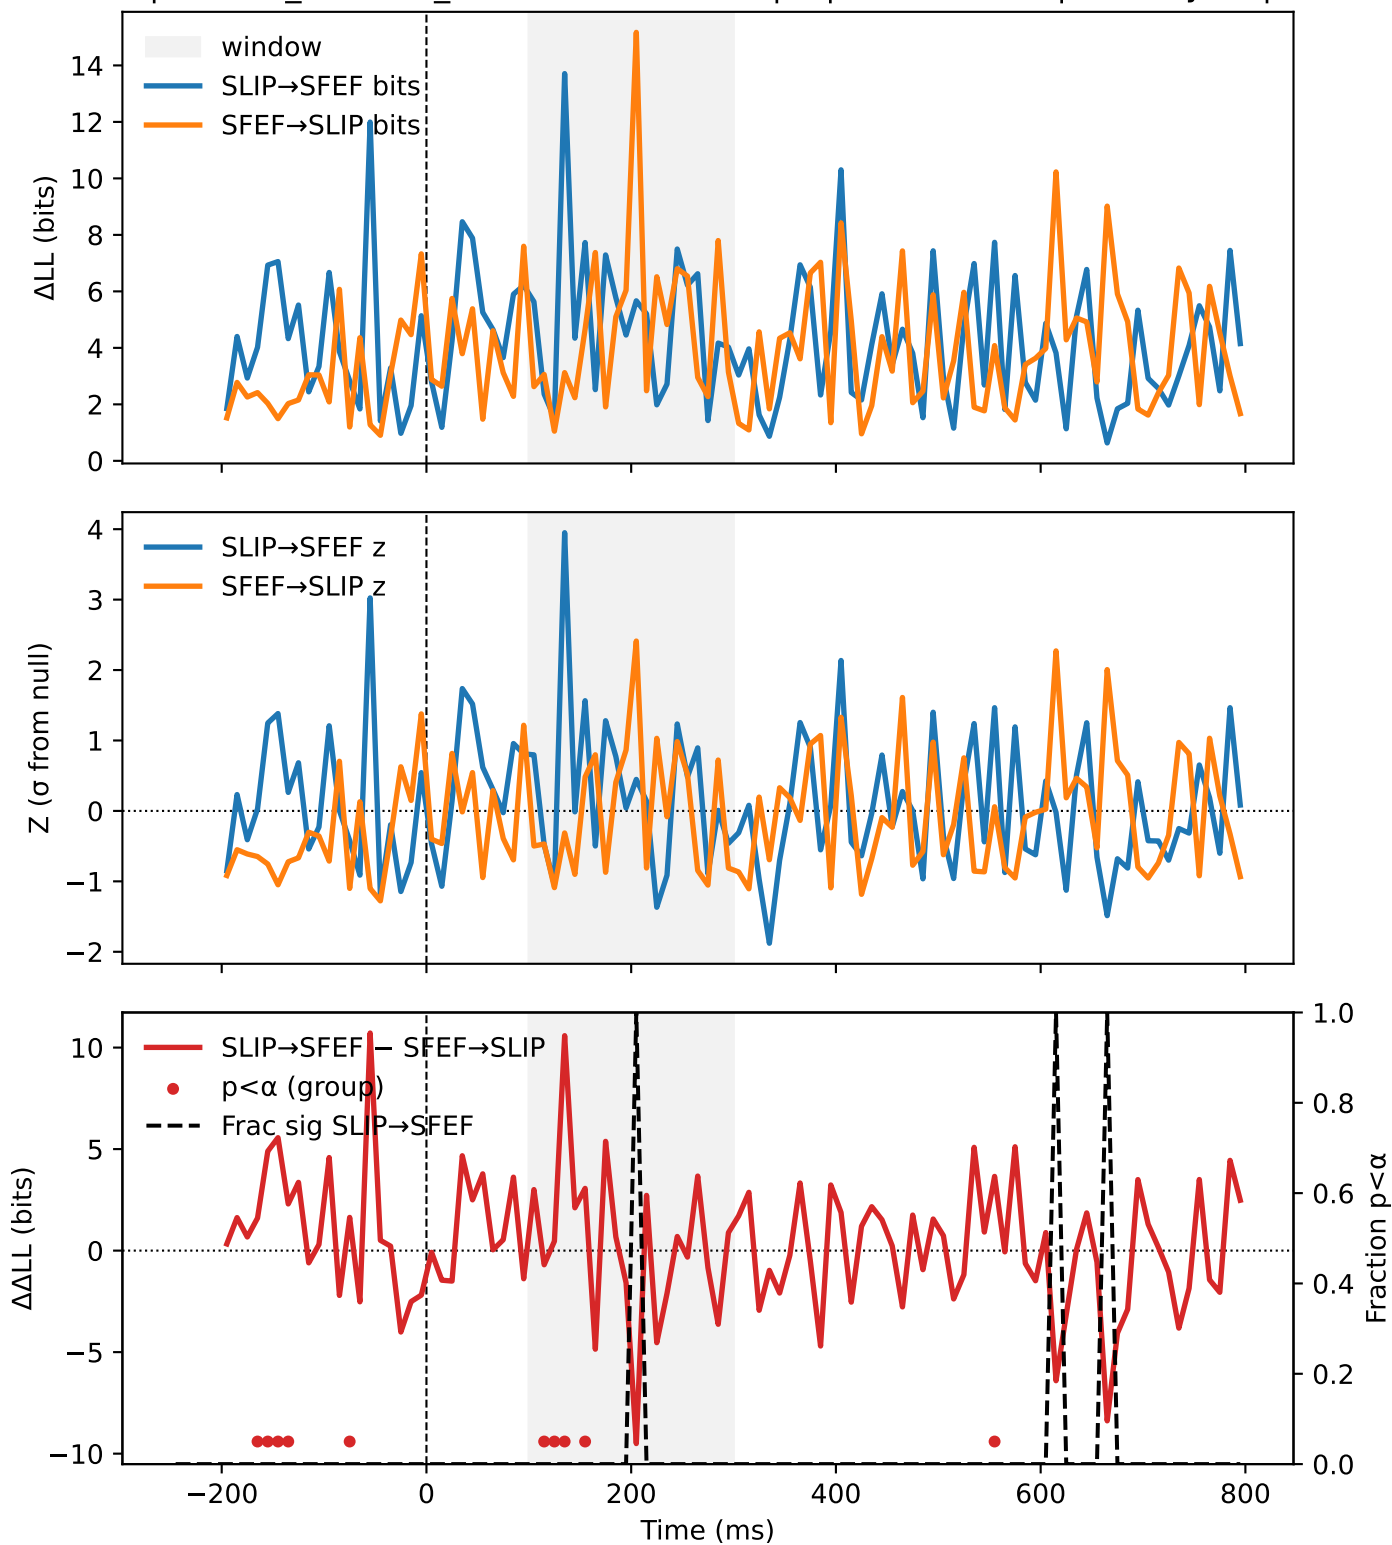 window
SLIP→SFEF bits
SFEF→SLIP bits
14
12
10
8
6
4
2
0
ΔLL (bits)
SLIP→SFEF z
SFEF→SLIP z
4
3
2
1
0
−1
−2
Z (σ from null)
SLIP→SFEF − SFEF→SLIP
p<α (group)
Frac sig SLIP→SFEF
10
5
0
−5
−10
ΔΔLL (bits)
1.0
0.8
0.6
0.4
0.2
0.0
Fraction p<α
−200 0 200 400 600 800
Time (ms)